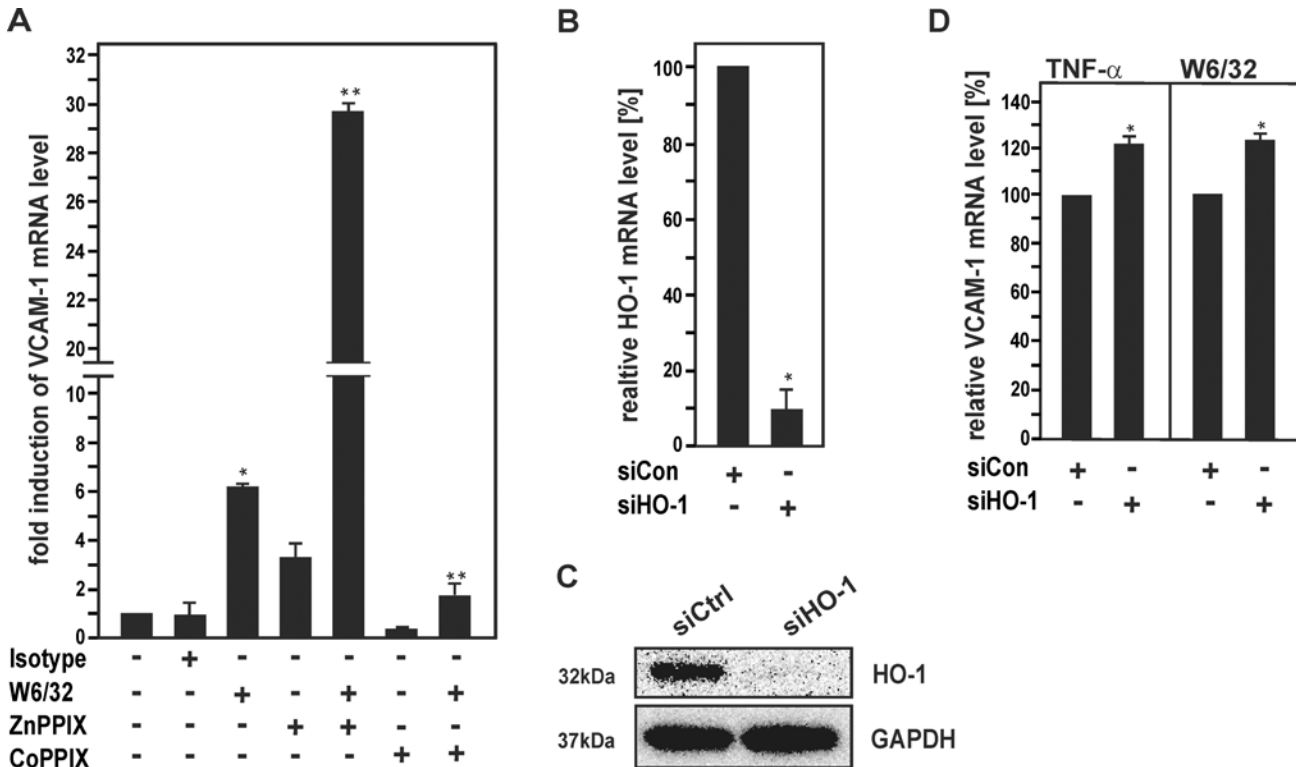 A
fold induction of VCAM-1 mRNA level
32
30
28
26
24
22
20
10
8
6
4
2
0
*
**
**
Isotype - + - - - - -
W6/32 - - + - + - +
ZnPPIX - - - + + - -
CoPPIX - - - - - + +
B
realtive HO-1 mRNA level [%]
100
80
60
40
20
0
*
siCon + -
siHO-1 - +
C
siCtrl siHO-1
32kDa HO-1
37kDa GAPDH
D
TNF-α W6/32
relative VCAM-1 mRNA level [%]
140
120
100
80
60
40
20
0
* *
siCon + - + -
siHO-1 - + - +